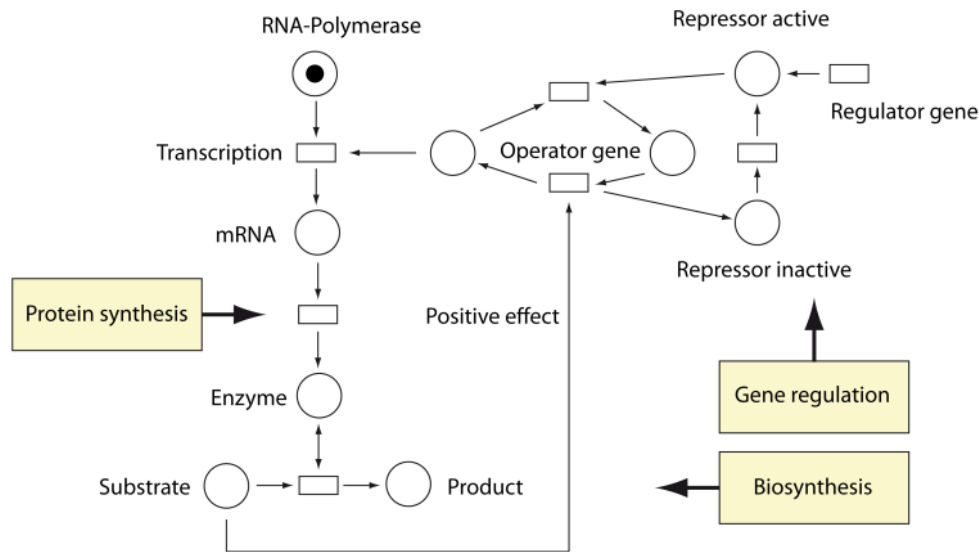 RNA-Polymerase
Repressor active
Regulator gene
Transcription
Operator gene
mRNA
Repressor inactive
Protein synthesis
Positive effect
Enzyme
Gene regulation
Substrate
Product
Biosynthesis